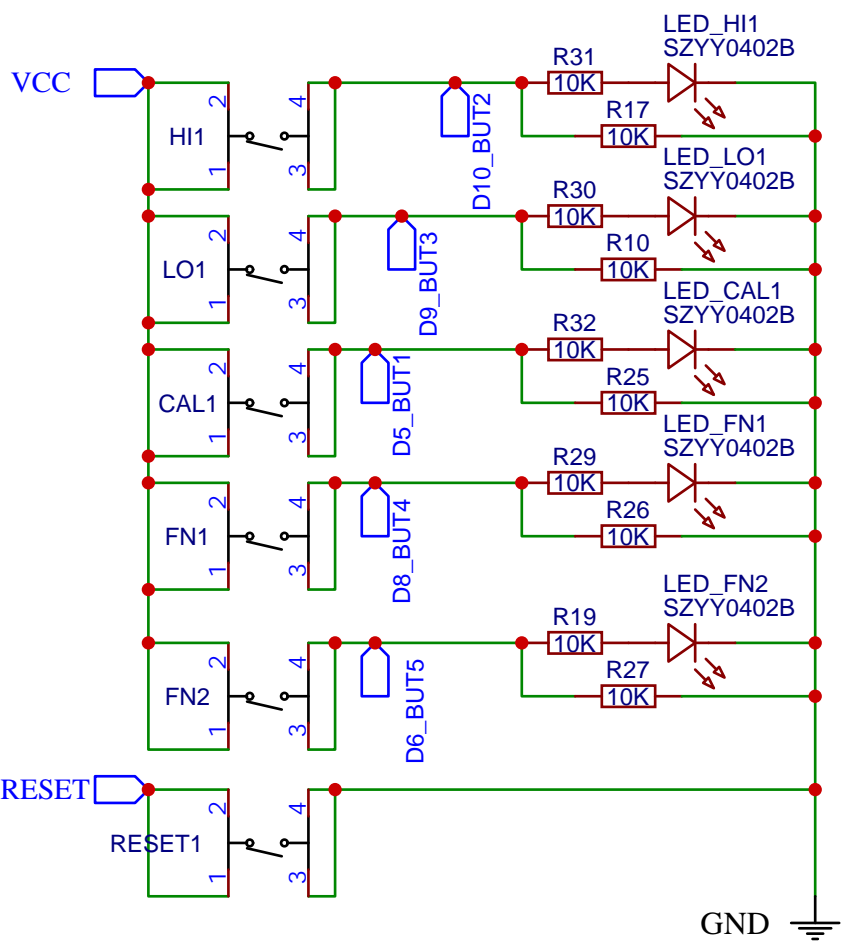 VCC
HI1
2
1
4
3
D10_BUT2
R31
10K
R17
10K
LED_HI1
SZYY0402B
LO1
2
1
4
3
D9_BUT3
R30
10K
R10
10K
LED_LO1
SZYY0402B
CAL1
2
1
4
3
D5_BUT1
R32
10K
R25
10K
LED_CAL1
SZYY0402B
FN1
2
1
4
3
D8_BUT4
R29
10K
R26
10K
LED_FN1
SZYY0402B
FN2
2
1
4
3
D6_BUT5
R19
10K
R27
10K
LED_FN2
SZYY0402B
RESET
RESET1
2
1
4
3
GND